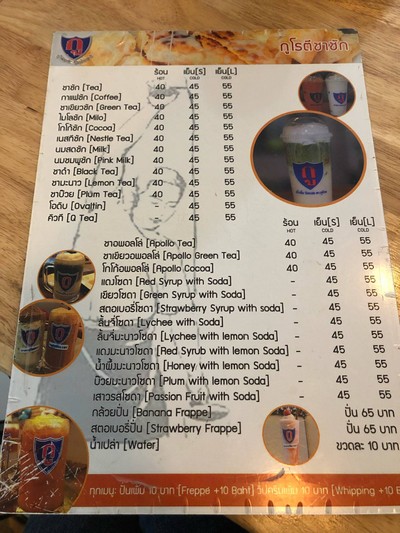 กูโรตีชาชัก
ร้อน เย็น[S] เย็น[L]
HOT COLD COLD
ชาชัก [Tea] 40 45 55
กาแฟชัก [Coffee] 40 45 55
ชาเขียวชัก [Green Tea] 40 45 55
ไมโลชัก [Milo] 40 45 55
โกโก้ชัก [Cocoa] 40 45 55
เนสทีชัก [Nestle Tea] 40 45 55
นมสดชัก [Milk] 40 45 55
นมชมพูชัก [Pink Milk] 40 45 55
ชาดำ [Black Tea] 40 45 55
ชามะนาว [Lemon Tea] 40 45 55
ชาบ๊วย [Plum Tea] 40 45 55
โอติบ [Ovaltin] - 45 55
คิวที [Q Tea] - 45 55
ร้อน เย็น[S] เย็น[L]
HOT COLD COLD
ชาอพอลโล่ [Apollo Tea] 40 45 55
ชาเขียวอพอลโล่ [Apollo Green Tea] 40 45 55
โกโก้อพอลโล่ [Apollo Cocoa] 40 45 55
แดงโซดา [Red Syrup with Soda] - 45 55
เขียวโซดา [Green Syrup with Soda] - 45 55
สตอเบอรี่โซดา [Strawberry Syrup with soda] - 45 55
ลิ้นจี่โซดา [Lychee with Soda] - 45 55
ลิ้นจี่มะนาวโซดา [Lychee with lemon Soda] - 45 55
แดงมะนาวโซดา [Red Syrub with lemon Soda] - 45 55
น้ำผึ้งมะนาวโซดา [Honey with lemon Soda] - 45 55
บ๊วยมะนาวโซดา [Plum with lemon Soda] - 45 55
เสาวรสโซดา [Passion Fruit with Soda] - 45 55
กล้วยปั่น [Banana Frappe] ปั่น 65 บาท
สตอเบอรี่ปั่น [Strawberry Frappe] ปั่น 65 บาท
น้ำเปล่า [Water] ขวดละ 10 บาท
ทุกเมนู: ปั่นเพิ่ม 10 บาท [Freppe +10 Baht] วิปครีมเพิ่ม 10 บาท [Whipping +10 B